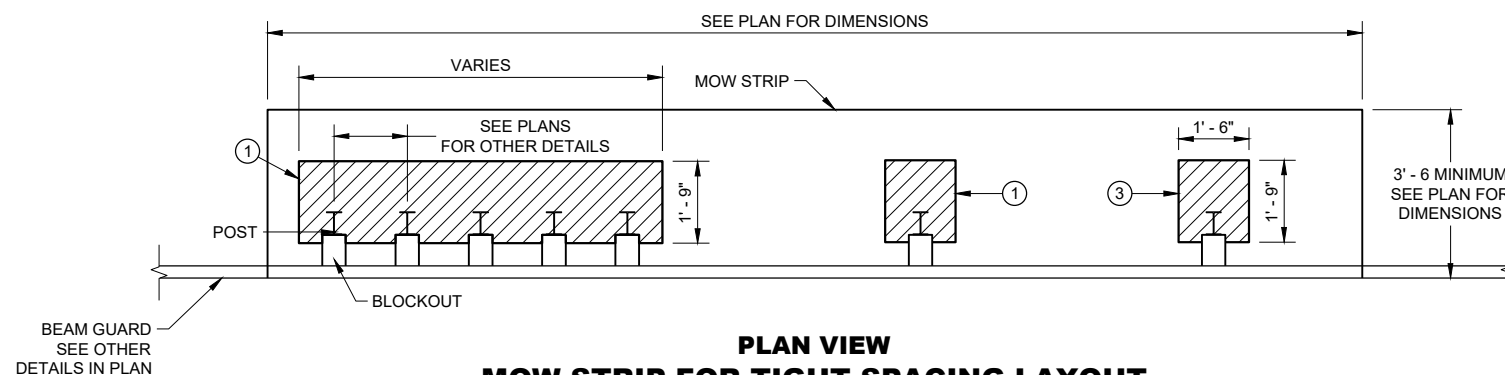 SEE PLAN FOR DIMENSIONS
VARIES
MOW STRIP
SEE PLANS
FOR OTHER DETAILS
1' - 6"
1
1
3
1' - 9"
1' - 9"
3' - 6 MINIMUM
SEE PLAN FOR
DIMENSIONS
POST
BLOCKOUT
BEAM GUARD
SEE OTHER
DETAILS IN PLAN
PLAN VIEW
MOW STRIP FOR TIGHT SPACING LAYOUT